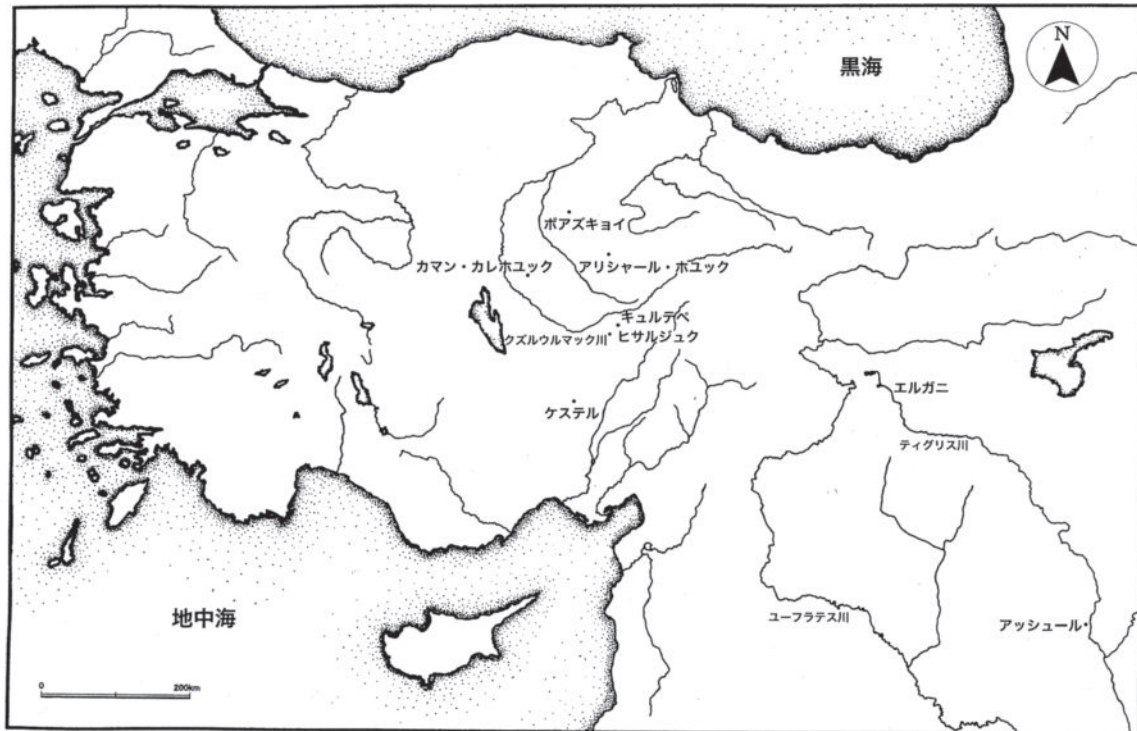 N
黒海
ボアズキョイ
カマン・カレホユック
アリシャール・ホユック
キュルテペ
クズルウルマック川
ヒサルジュク
エルガニ
ケステル
ティグリス川
地中海
ユーフラテス川
アッシュール
0
200km